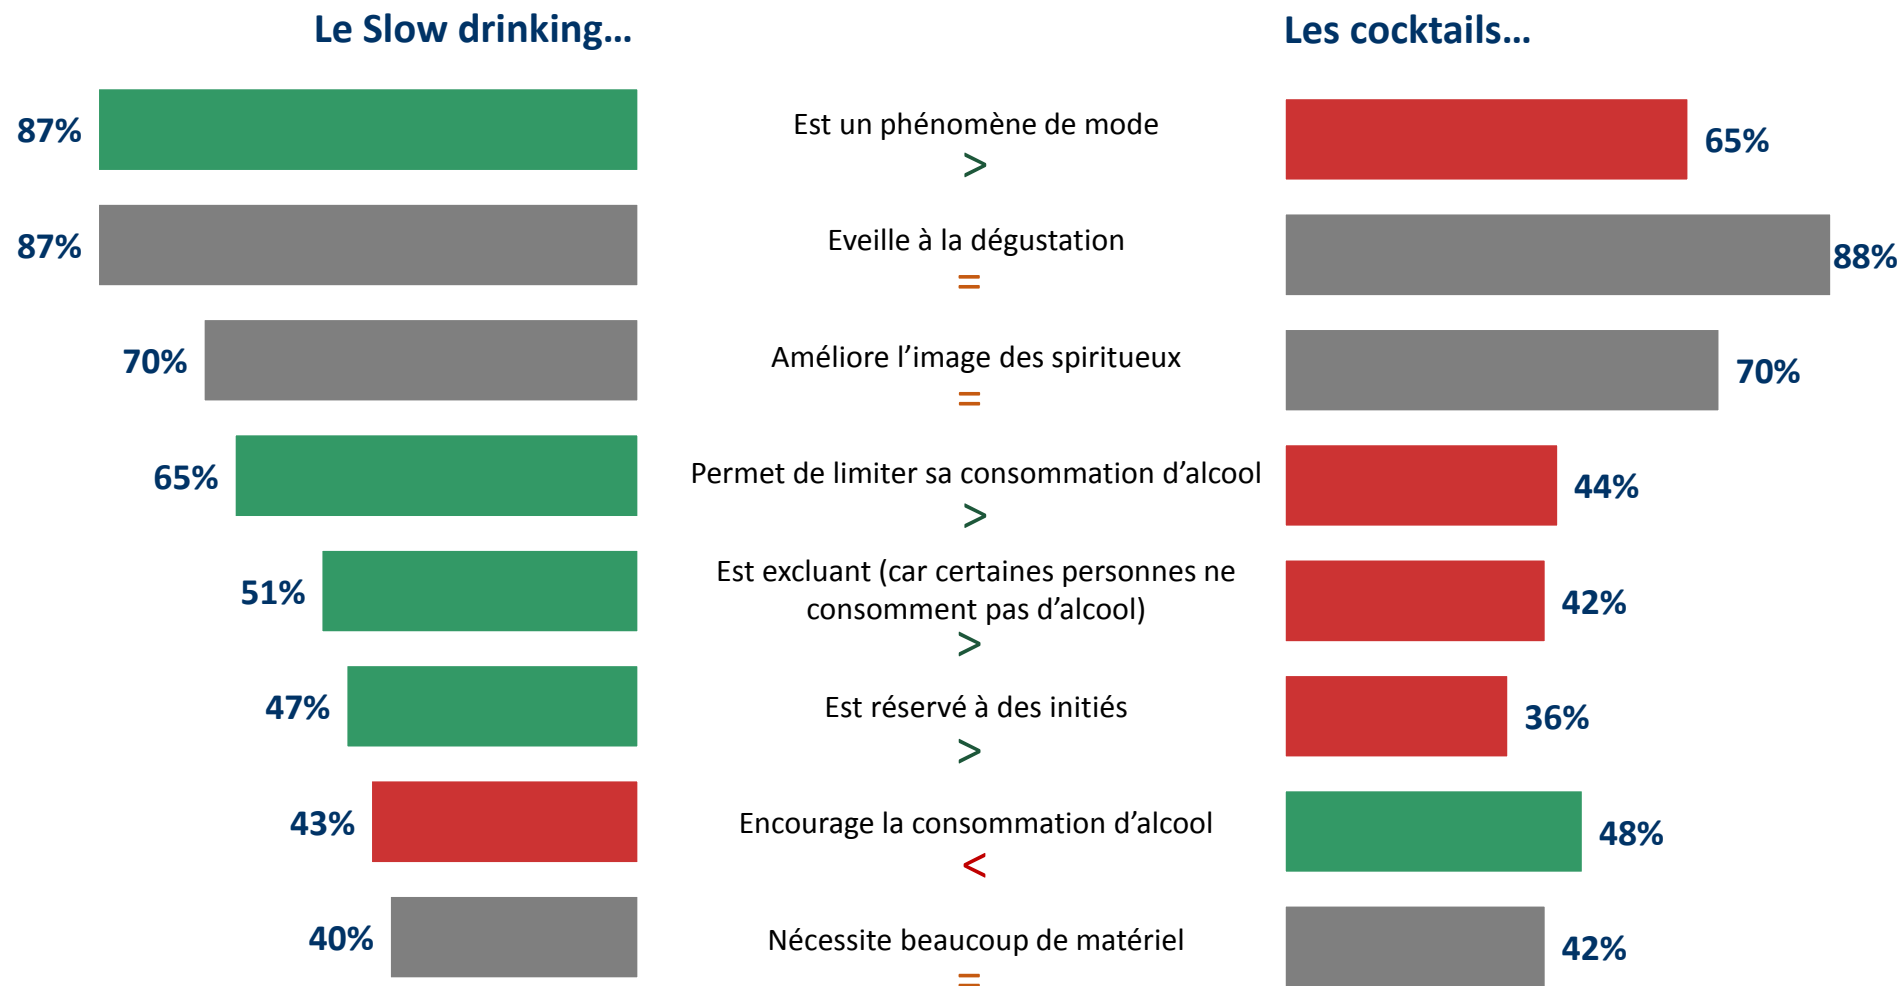 Le Slow drinking…
Les cocktails…
87%
Est un phénomène de mode
>
65%
87%
Eveille à la dégustation
=
88%
70%
Améliore l’image des spiritueux
=
70%
65%
Permet de limiter sa consommation d’alcool
>
44%
51%
Est excluant (car certaines personnes ne
consomment pas d’alcool)
>
42%
47%
Est réservé à des initiés
>
36%
43%
Encourage la consommation d’alcool
<
48%
40%
Nécessite beaucoup de matériel
=
42%